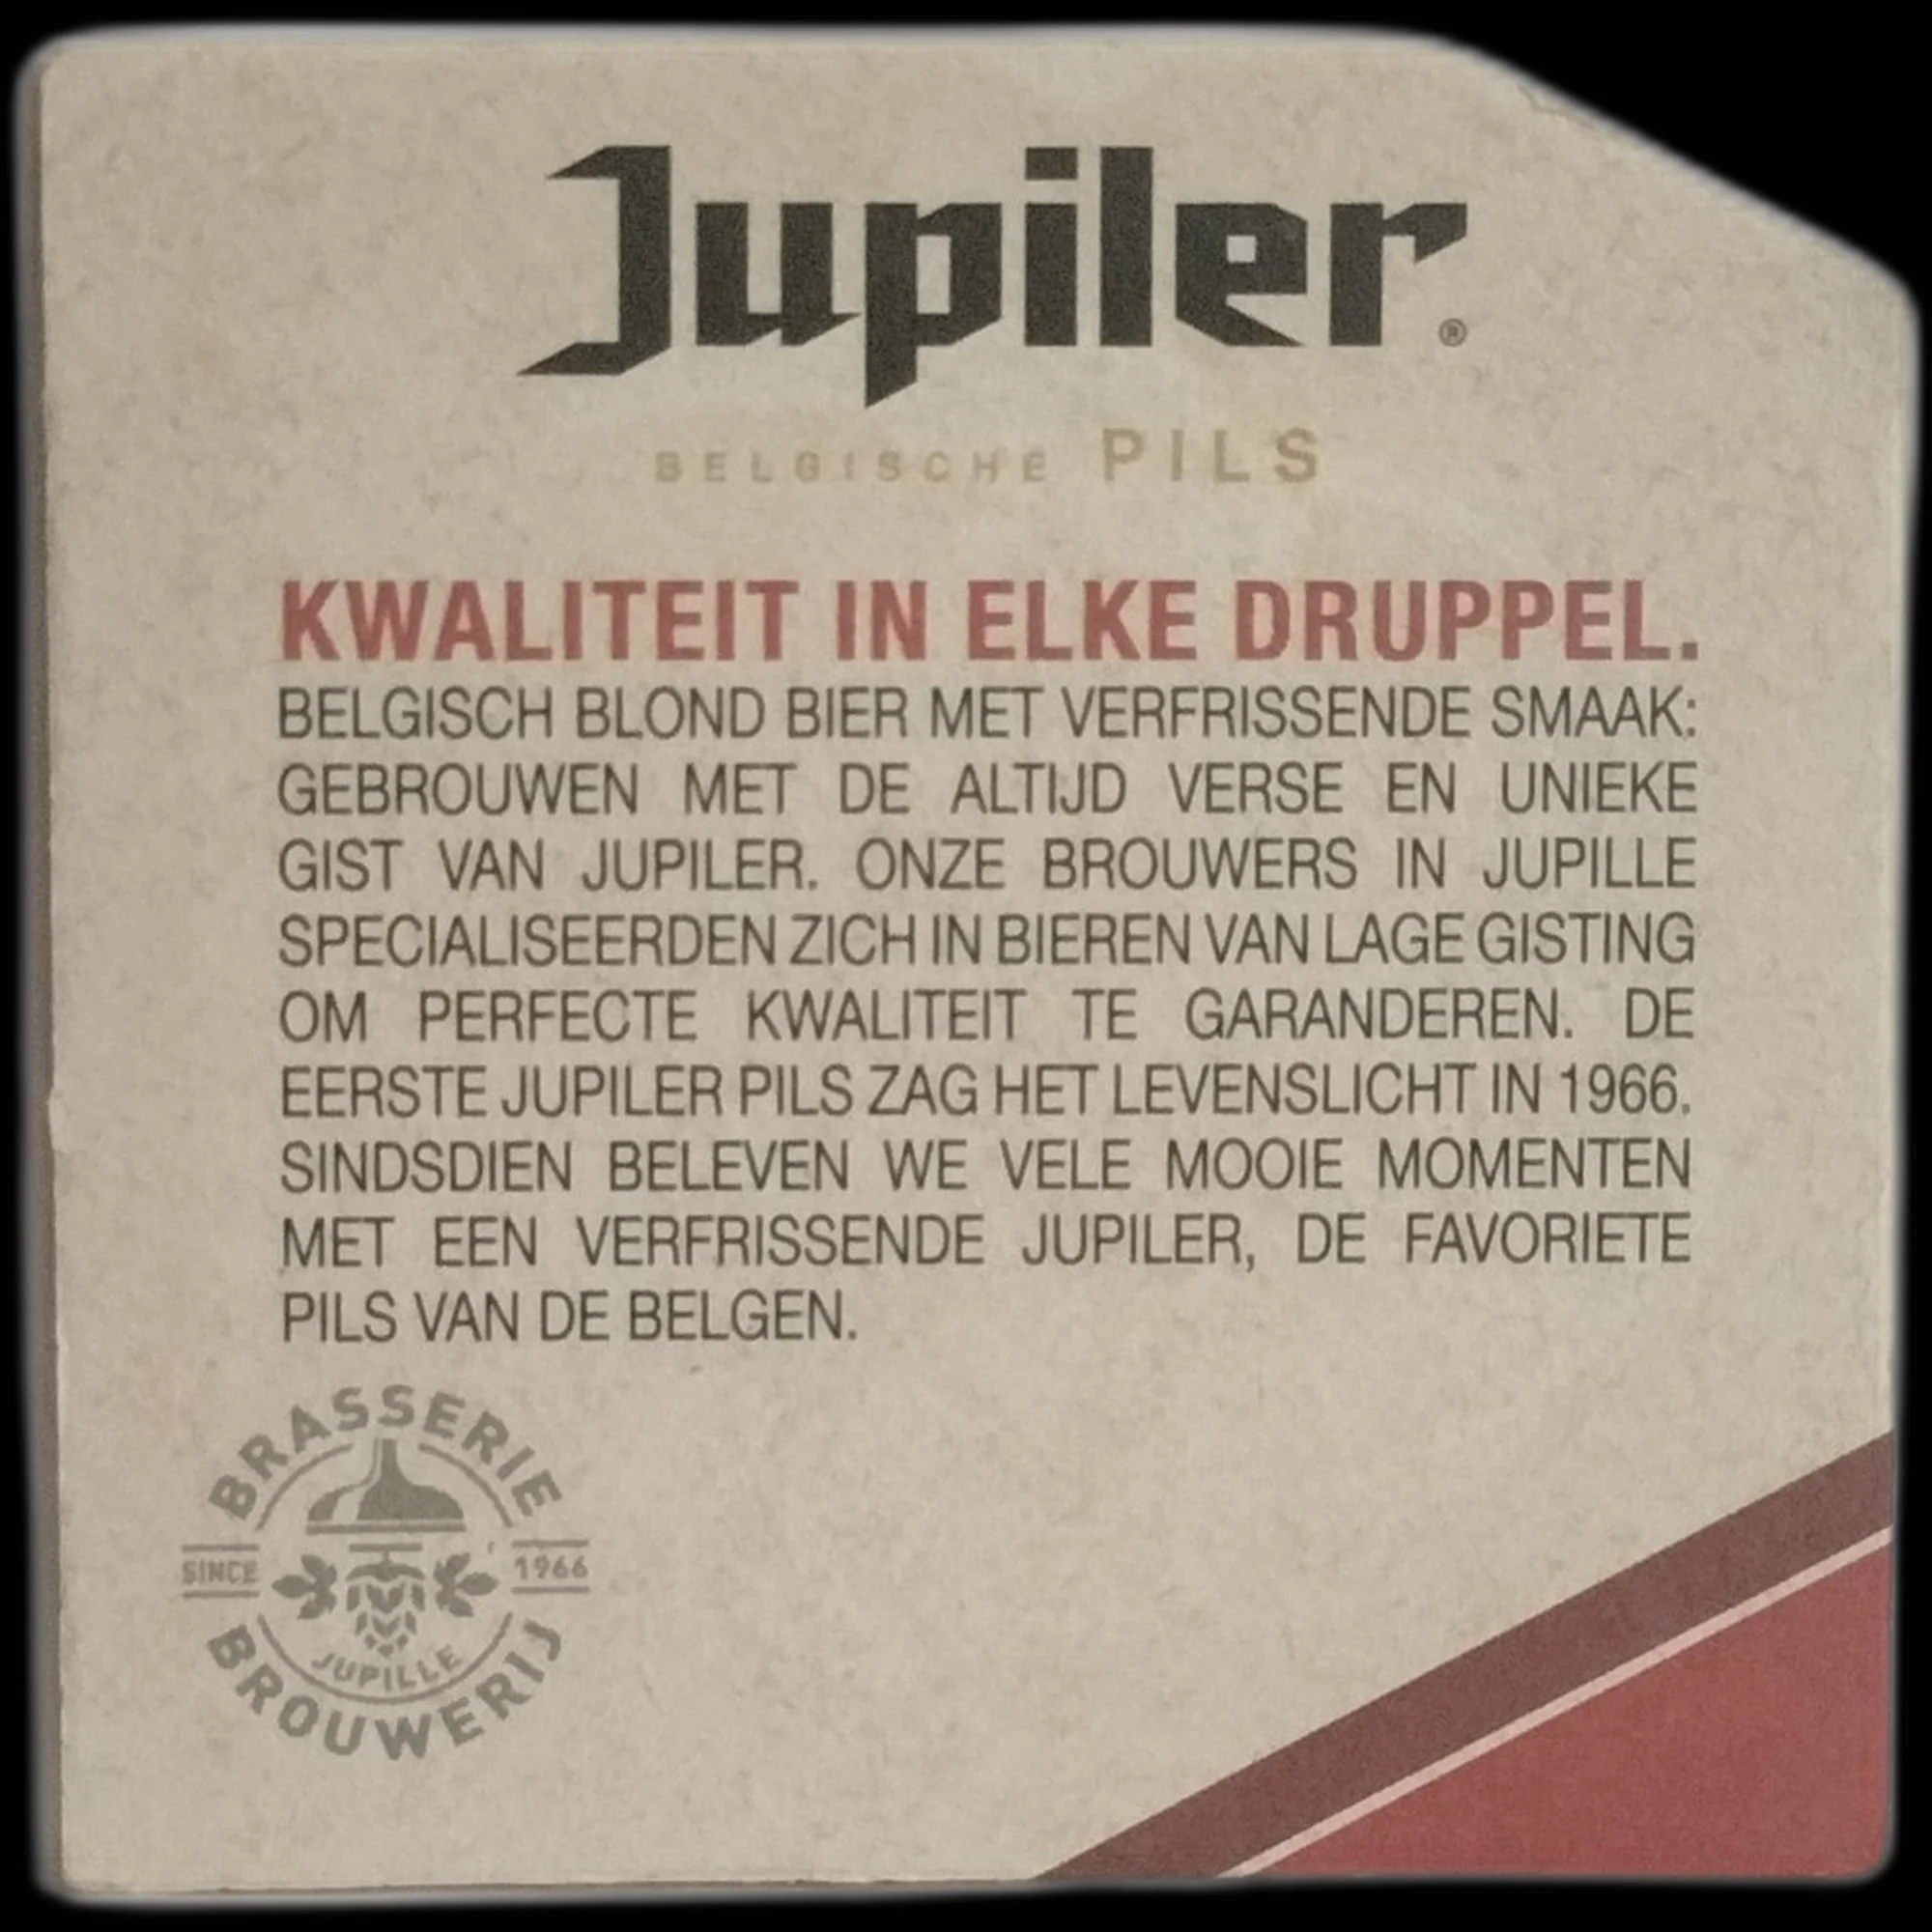 Jupiler®
BELGISCHE PILS
KWALITEIT IN ELKE DRUPPEL.
BELGISCH BLOND BIER MET VERFRISSENDE SMAAK:
GEBROUWEN MET DE ALTIJD VERSE EN UNIEKE
GIST VAN JUPILER. ONZE BROUWERS IN JUPILLE
SPECIALISEERDEN ZICH IN BIEREN VAN LAGE GISTING
OM PERFECTE KWALITEIT TE GARANDEREN. DE
EERSTE JUPILER PILS ZAG HET LEVENSLICHT IN 1966.
SINDSDIEN BELEVEN WE VELE MOOIE MOMENTEN
MET EEN VERFRISSENDE JUPILER, DE FAVORIETE
PILS VAN DE BELGEN.
BRASSERIE
SINCE 1966
JUPILLE
BROUWERIJ